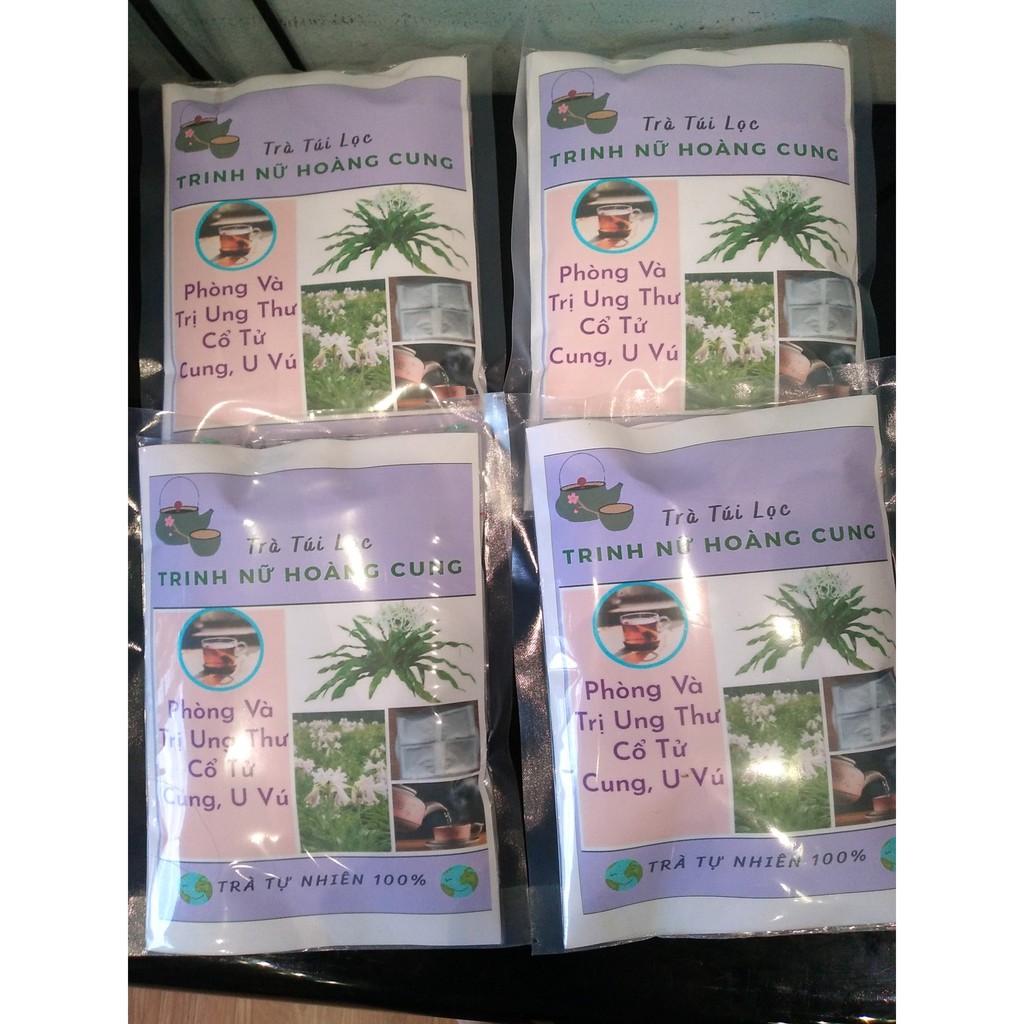 Trà Túi Lọc
TRINH NỮ HOÀNG CUNG
Phòng Và
Trị Ung Thư
Cổ Tử
Cung, U Vú
Trà Túi Lọc
TRINH NỮ HOÀNG CUNG
Phòng Và
Trị Ung Thư
Cổ Tử
Cung, U Vú
Trà Túi Lọc
TRINH NỮ HOÀNG CUNG
Phòng Và
Trị Ung Thư
Cổ Tử
Cung, U Vú
TRÀ TỰ NHIÊN 100%
Trà Túi Lọc
TRINH NỮ HOÀNG CUNG
Phòng Và
Trị Ung Thư
Cổ Tử
Cung, U Vú
TRÀ TỰ NHIÊN 100%